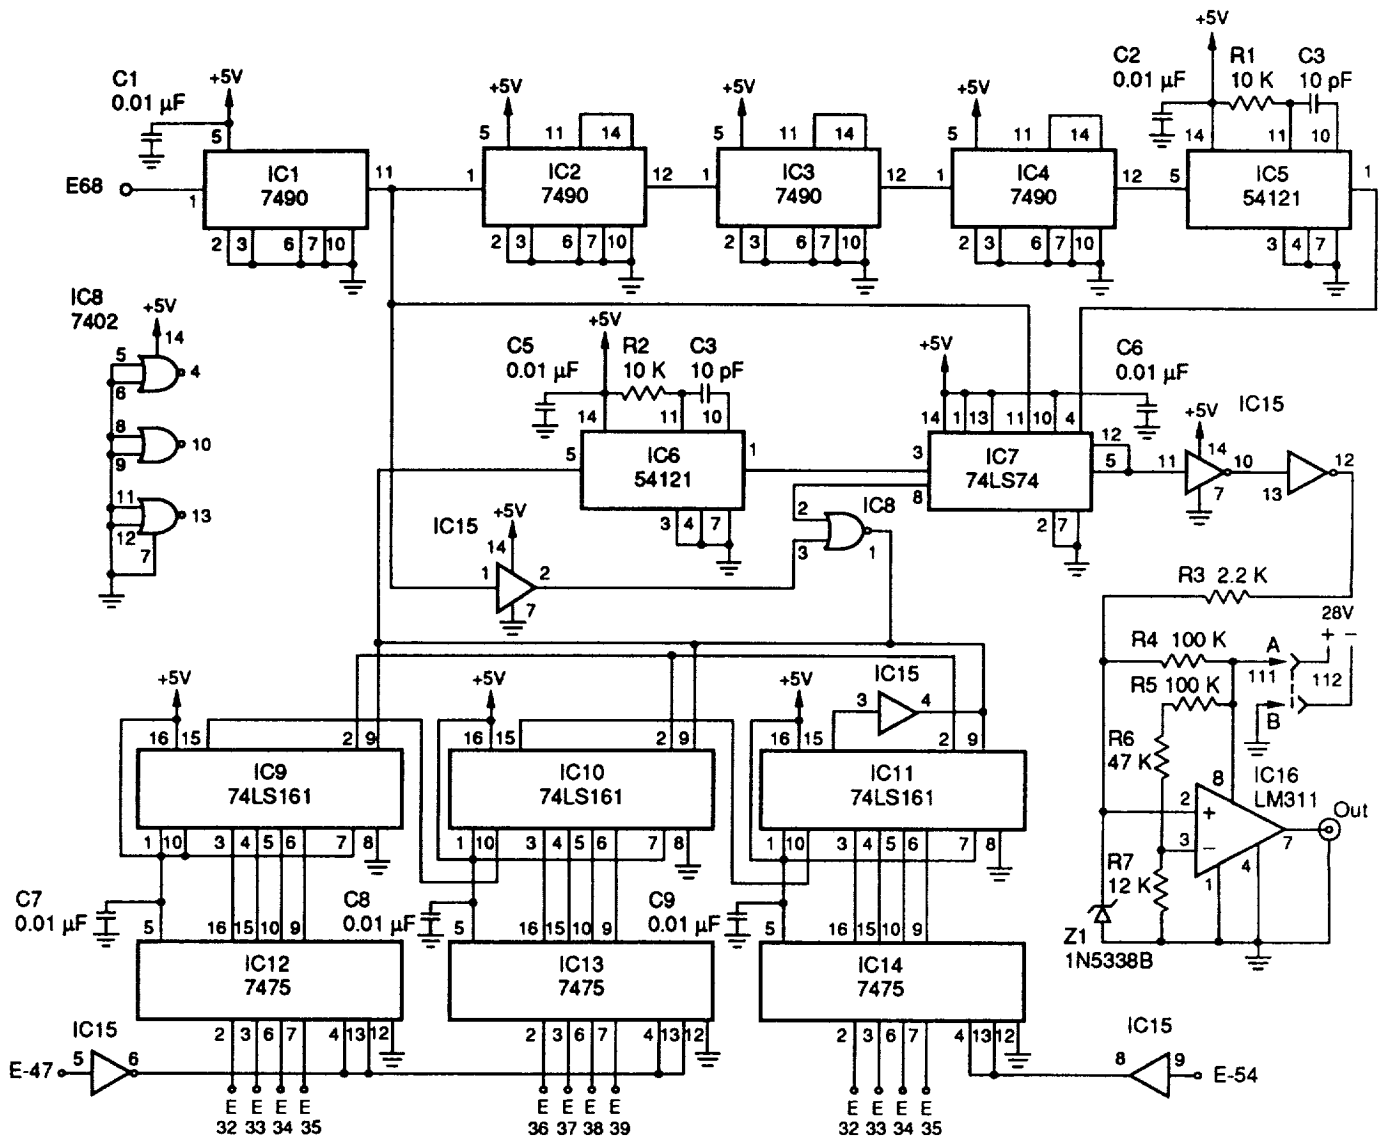 +5V
C2
0.01 µF
R1
10 K
C3
10 pF
C1
0.01 µF
+5V
+5V
+5V
+5V
5
5 11 14
5 11 14
5 11 14
14 11 10
E68
1
IC1
7490
11
1
IC2
7490
12
1
IC3
7490
12
1
IC4
7490
12
5
IC5
54121
1
2 3 6 7 10
2 3 6 7 10
2 3 6 7 10
2 3 6 7 10
3 4 7
IC8
7402
+5V
14
5
6
4
8
9
10
11
12
13
7
+5V
C5
0.01 µF
R2
10 K
C3
10 pF
14 11 10
5
IC6
54121
1
3 4 7
+5V
C6
0.01 µF
14 1 13 11 10 4
3
8
IC7
74LS74
12
5
2 7
+5V
IC15
11
14
7
10
13
12
IC15
+5V
14
1
2
7
IC8
2
3
1
R3 2.2 K
28V
+ −
R4 100 K
A
111
112
R5 100 K
B
R6
47 K
8
IC16
LM311
2
+
3
−
7
Out
R7
12 K
1
4
Z1
1N5338B
+5V
+5V
+5V
IC15
3
4
16 15 2 9
16 15 2 9
16 15 2 9
IC9
74LS161
IC10
74LS161
IC11
74LS161
1 10 3 4 5 6 7 8
1 10 3 4 5 6 7 8
1 10 3 4 5 6 7 8
C7
0.01 µF
C8
0.01 µF
C9
0.01 µF
5 16 15 10 9
5 16 15 10 9
5 16 15 10 9
IC12
7475
IC13
7475
IC14
7475
2 3 6 7 4 13 12
2 3 6 7 4 13 12
2 3 6 7 4 13 12
IC15
E-47
5
6
IC15
8
9
E-54
E E E E
32 33 34 35
E E E E
36 37 38 39
E E E E
32 33 34 35